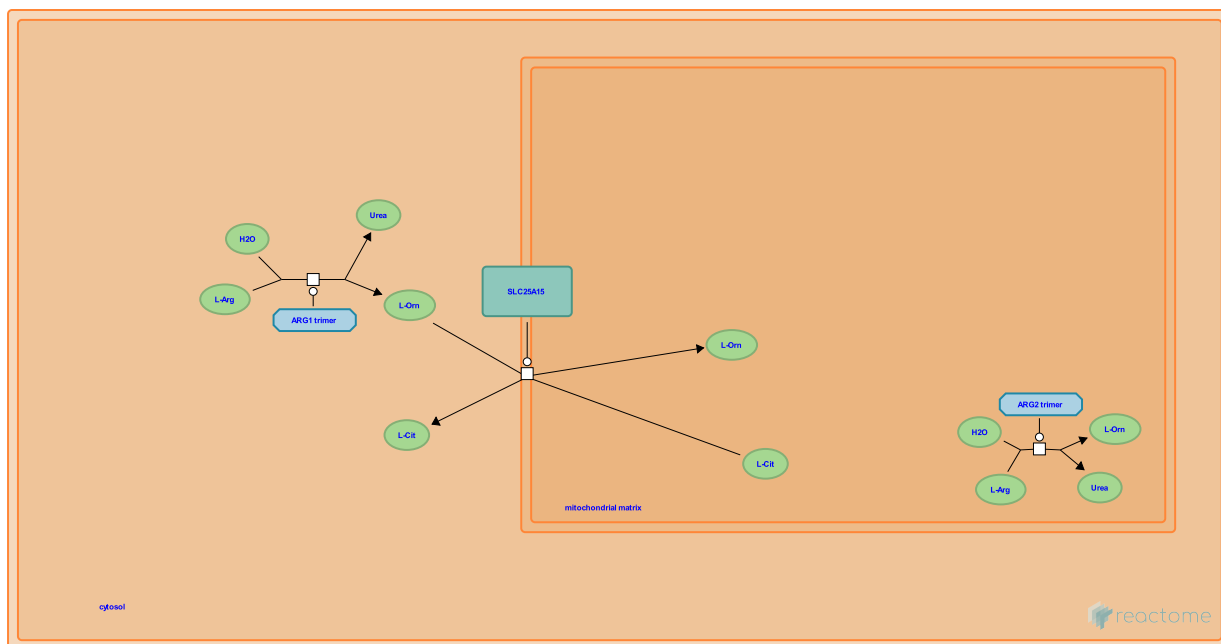 Urea
H2O
L-Arg
ARG1 trimer
L-Orn
SLC25A15
L-Orn
L-Cit
L-Cit
ARG2 trimer
H2O
L-Orn
L-Arg
Urea
mitochondrial matrix
cytosol
reactome